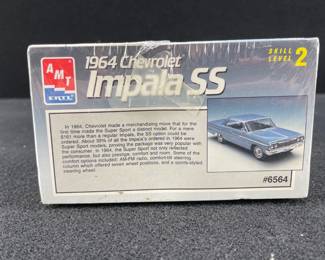 1964 Chevrolet
Impala SS
AMT
ERTL
SKILL
LEVEL 2
In 1964, Chevrolet made a merchandising move that for the
first time made the Super Sport a distinct model. For a mere
$161 more than a regular Impala, the SS option could be
ordered. About 19% of all the Impala's ordered in 1964 were
Super Sport models, proving the package was very popular with
the consumer. In 1964, the Super Sport not only reflected
performance, but also prestige, comfort and room. Some of the
comfort features included: AM-FM radio, comfort-tilt steering
column which offered seven wheel positions, and a sports-styled
steering wheel.
#6564